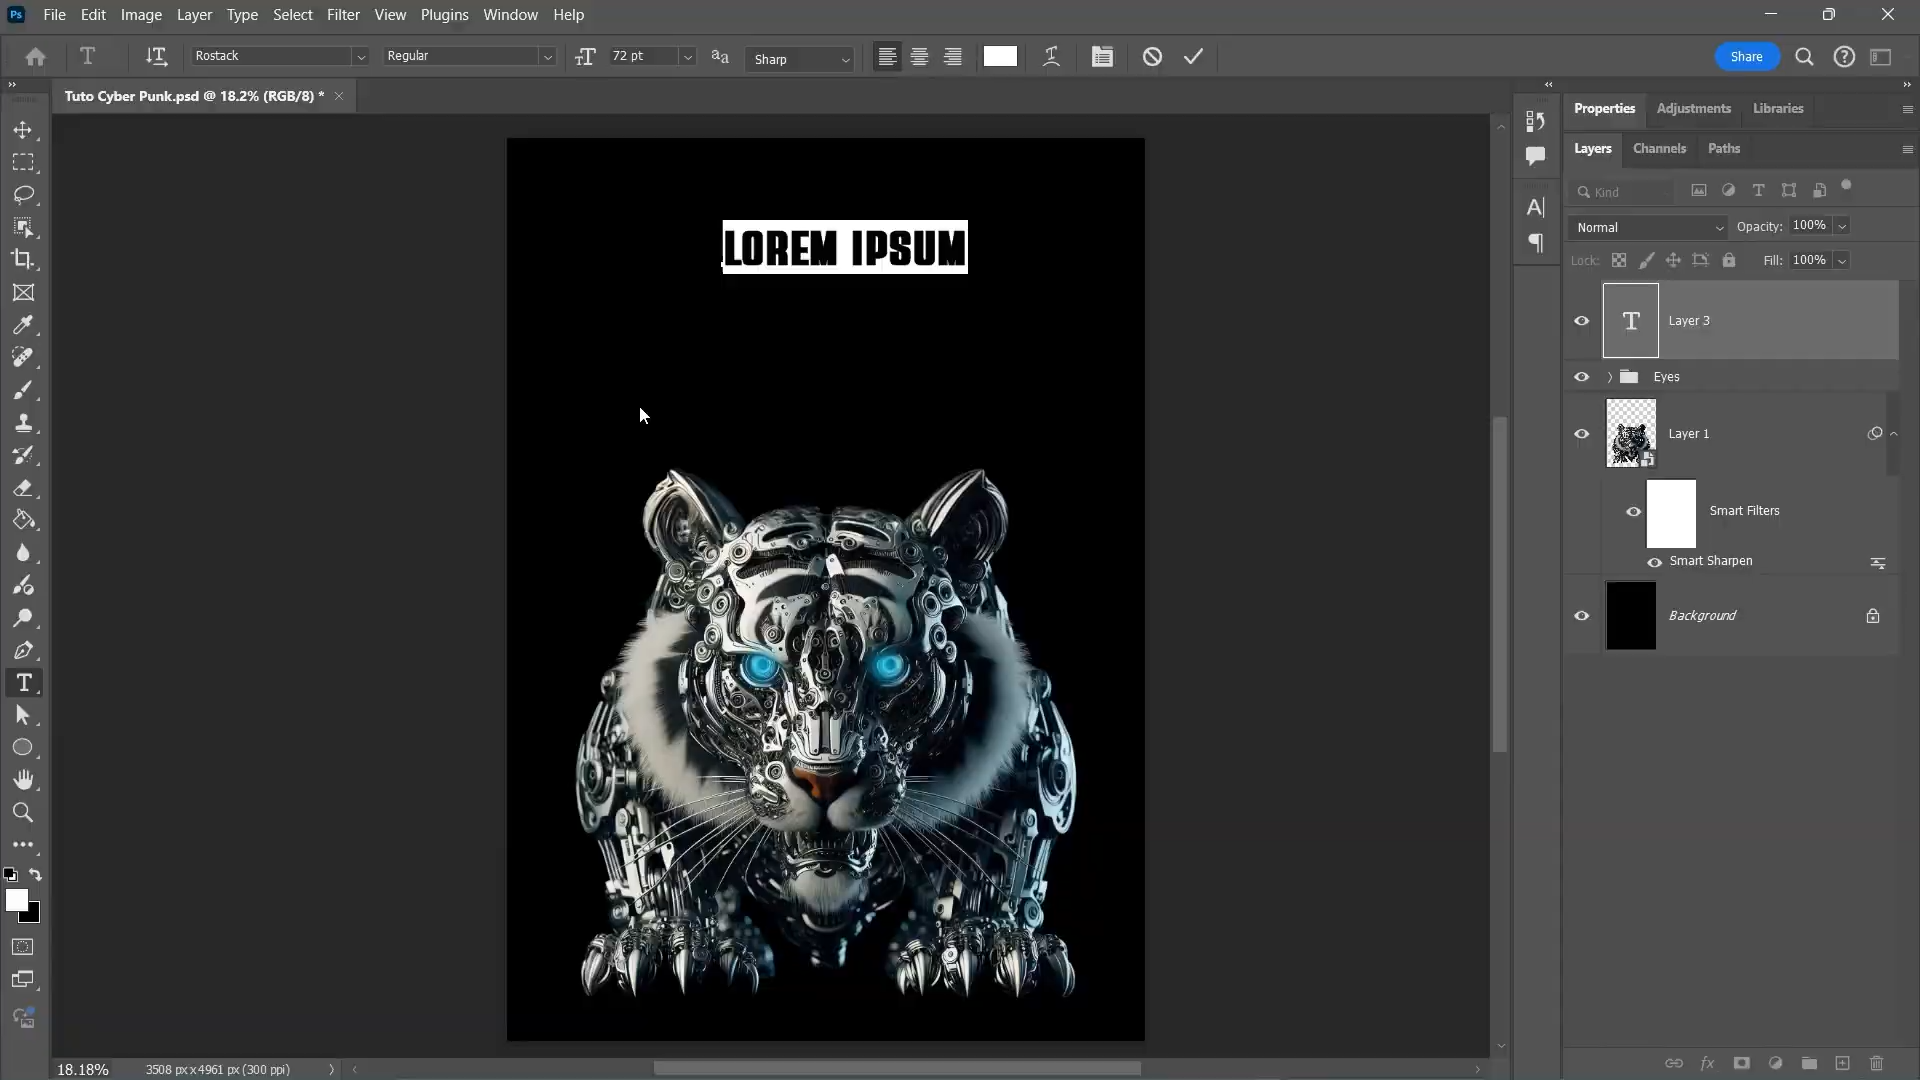 Ps File Edit Image Layer Type Select Filter View Plugins Window Help
T Rostack Regular 72 pt aa Sharp Share
Tuto Cyber Punk.psd @ 18.2% (RGB/8) *
Properties Adjustments Libraries
Layers Channels Paths
Kind
Normal Opacity: 100%
Lock: Fill: 100%
LOREM IPSUM
T Layer 3
Eyes
Layer 1
Smart Filters
Smart Sharpen
Background
18.18% 3508 px x 4961 px (300 ppi)
fx